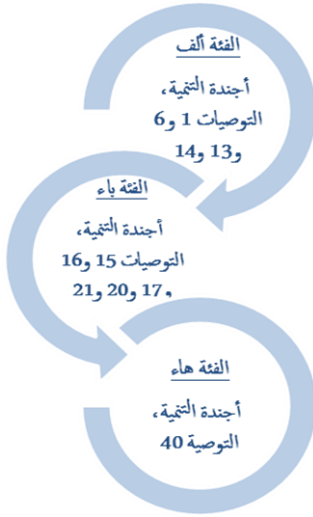 الفئة ألف
أجندة التنمية،
التوصيات 1 و6
و13 و14
الفئة باء
أجندة التنمية،
التوصيات 15 و16
و17 و20 و21
الفئة هاء
أجندة التنمية،
التوصية 40